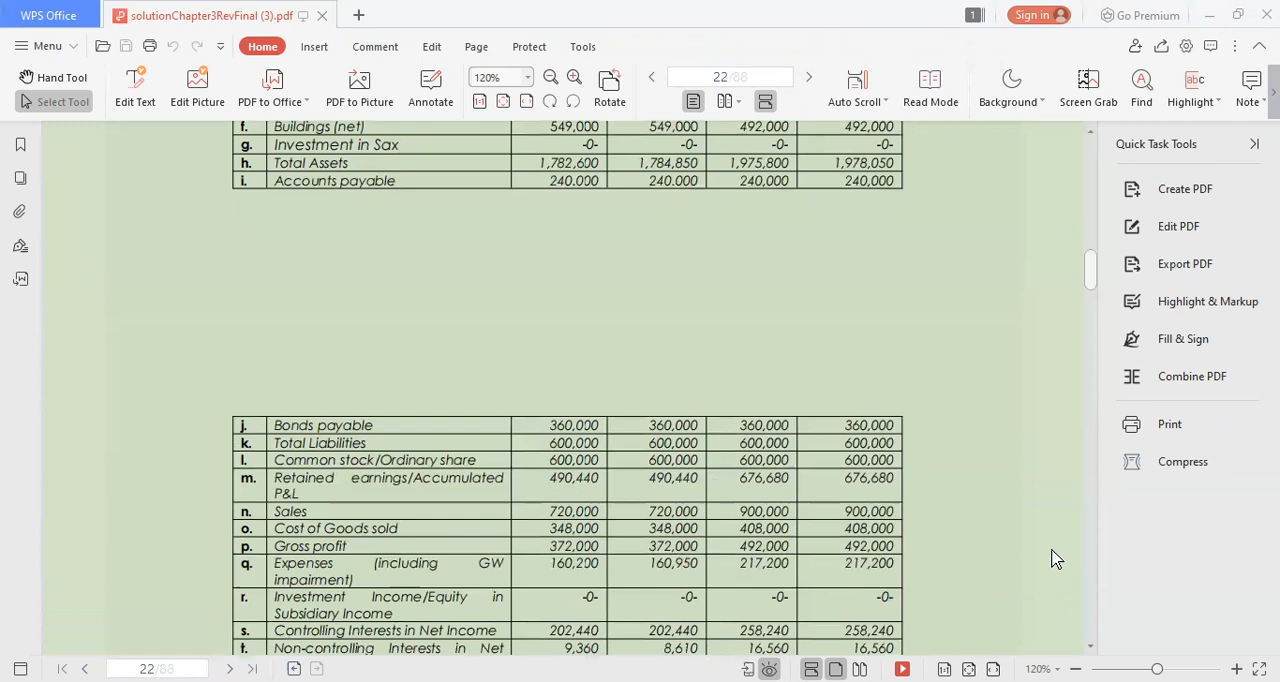 WPS Office
solutionChapter3RevFinal (3).pdf
1
Sign in
Go Premium
Menu
Home
Insert
Comment
Edit
Page
Protect
Tools
Hand Tool
Select Tool
Edit Text
Edit Picture
PDF to Office
PDF to Picture
Annotate
120%
Rotate
22/88
Auto Scroll
Read Mode
Background
Screen Grab
Find
Highlight
Note
f. Buildings (net) 549,000 549,000 492,000 492,000
g. Investment in Sax -0- -0- -0- -0-
h. Total Assets 1,782,600 1,784,850 1,975,800 1,978,050
i. Accounts payable 240.000 240.000 240,000 240,000
j. Bonds payable 360,000 360,000 360,000 360,000
k. Total Liabilities 600,000 600,000 600,000 600,000
l. Common stock/Ordinary share 600,000 600,000 600,000 600,000
m. Retained earnings/Accumulated 490,440 490,440 676,680 676,680
P&L
n. Sales 720,000 720,000 900,000 900,000
o. Cost of Goods sold 348,000 348,000 408,000 408,000
p. Gross profit 372,000 372,000 492,000 492,000
q. Expenses (including GW 160,200 160,950 217,200 217,200
impairment)
r. Investment Income/Equity in -0- -0- -0- -0-
Subsidiary Income
s. Controlling Interests in Net Income 202,440 202,440 258,240 258,240
t. Non-controlling Interests in Net 9,360 8,610 16,560 16,560
Quick Task Tools
Create PDF
Edit PDF
Export PDF
Highlight & Markup
Fill & Sign
Combine PDF
Print
Compress
22/88
120%